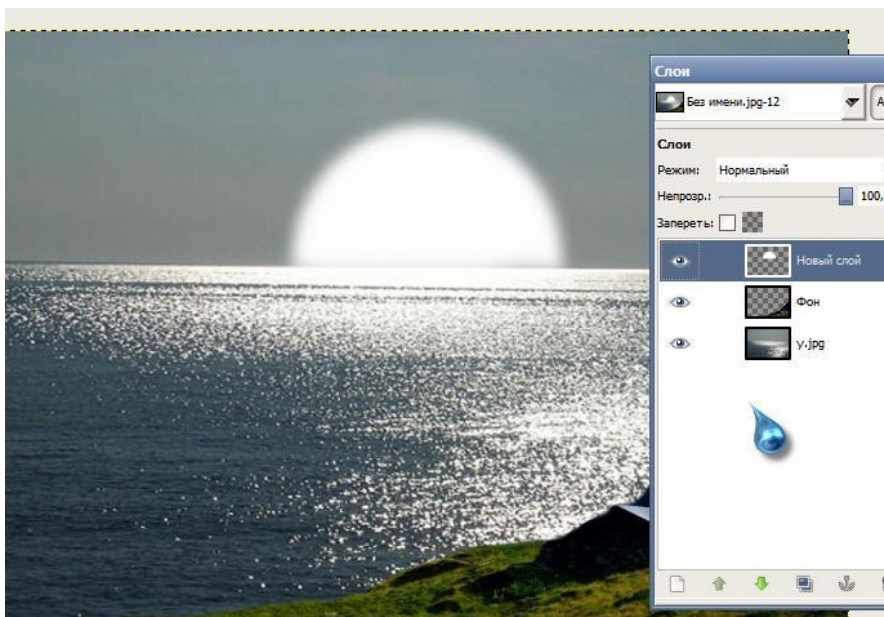 Слои
Без имени.jpg-12
А
Слои
Режим: Нормальный
Непрозр.: 100,
Запереть:
Новый слой
Фон
y.jpg